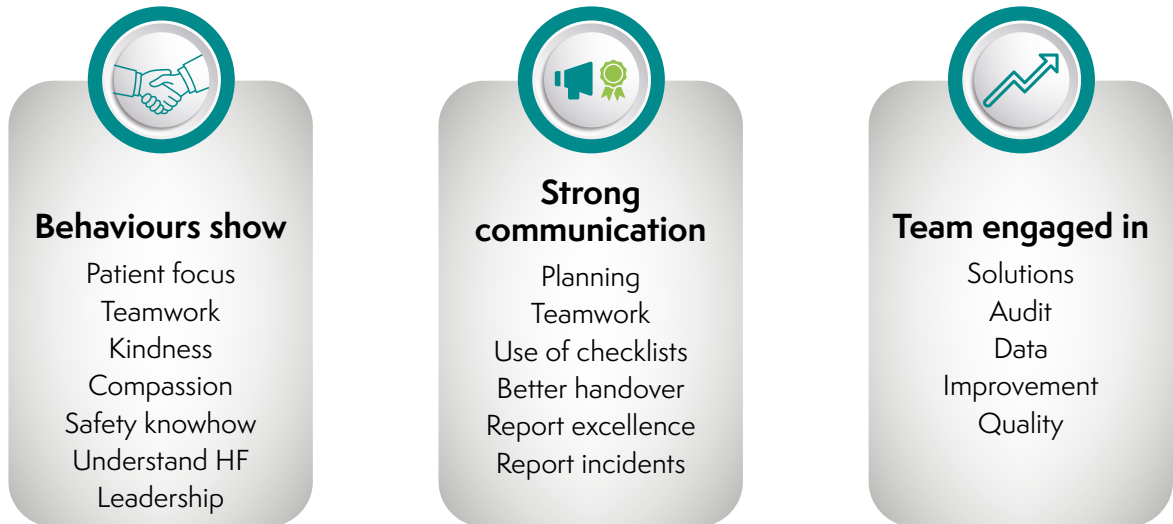 Behaviours show
Patient focus
Teamwork
Kindness
Compassion
Safety knowhow
Understand HF
Leadership
Strong
communication
Planning
Teamwork
Use of checklists
Better handover
Report excellence
Report incidents
Team engaged in
Solutions
Audit
Data
Improvement
Quality